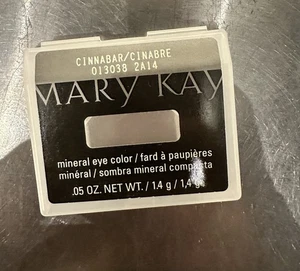 CINNABAR/CINABRE
013038 2A14
MARY KAY
mineral eye color / fard à paupières
minéral / sombra mineral compacta
.05 OZ. NET WT. / 1.4 g / 1,4 g